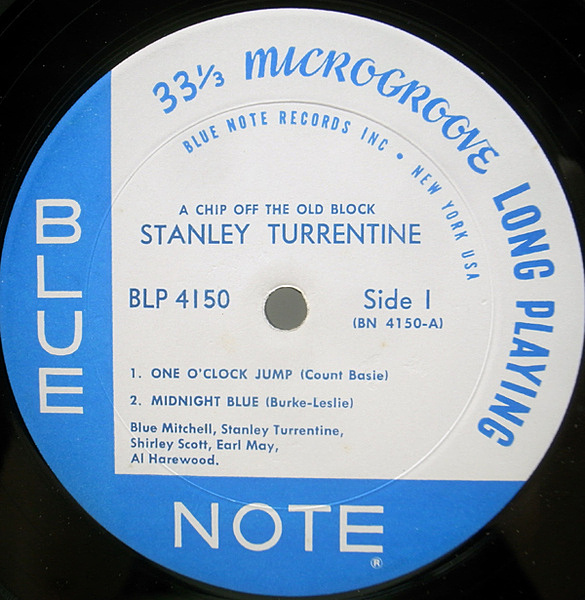 33⅓ MICROGROOVE LONG PLAYING
BLUE NOTE RECORDS INC • NEW YORK USA
A CHIP OFF THE OLD BLOCK
STANLEY TURRENTINE
BLP 4150 Side 1
(BN 4150-A)
1. ONE O'CLOCK JUMP (Count Basie)
2. MIDNIGHT BLUE (Burke-Leslie)
Blue Mitchell, Stanley Turrentine,
Shirley Scott, Earl May,
Al Harewood.
BLUE
NOTE®